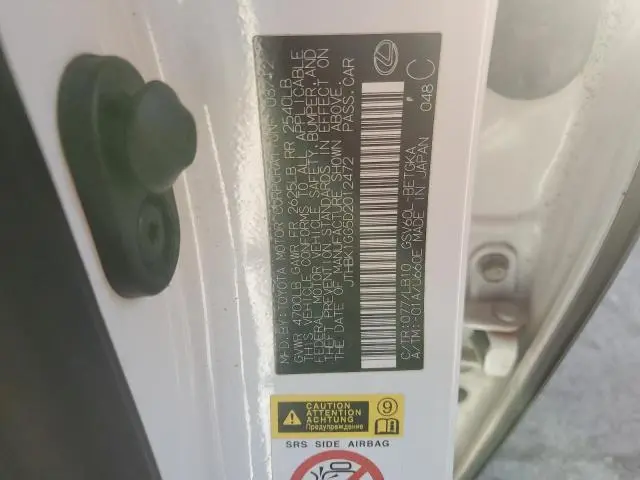 MFD.BY:TOYOTA MOTOR CORPORATION 03/12
GVWR 4700LB GAWR FR 2625LB RR 2540LB
THIS VEHICLE CONFORMS TO ALL APPLICABLE
FEDERAL MOTOR VEHICLE SAFETY, BUMPER,AND
THEFT PREVENTION STANDARDS IN EFFECT ON
THE DATE OF MANUFACTURE SHOWN ABOVE.
JTHBK1GG5D2012472 PASS.CAR
C/TR:077/LB10 GSV60L-BETGKA
A/TM:-01A/U660E MADE IN JAPAN
F
048 C
CAUTION
ATTENTION
ACHTUNG
Предупреждение
9
SRS SIDE AIRBAG